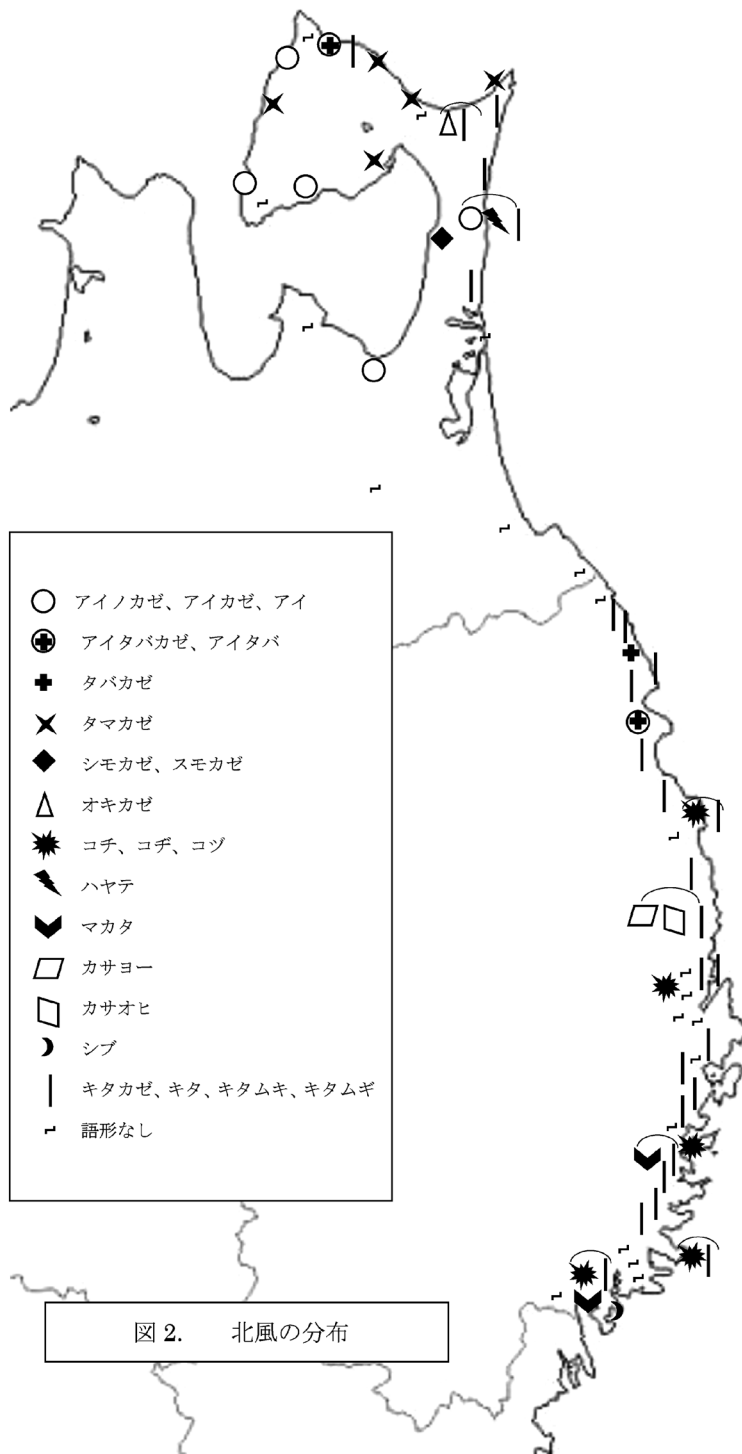 アイノカゼ、アイカゼ、アイ
アイタバカゼ、アイタバ
タバカゼ
タマカゼ
シモカゼ、スモカゼ
オキカゼ
コチ、コヂ、コヅ
ハヤテ
マカタ
カサヨー
カサオヒ
シブ
キタカゼ、キタ、キタムキ、キタムギ
語形なし
図 2. 北風の分布